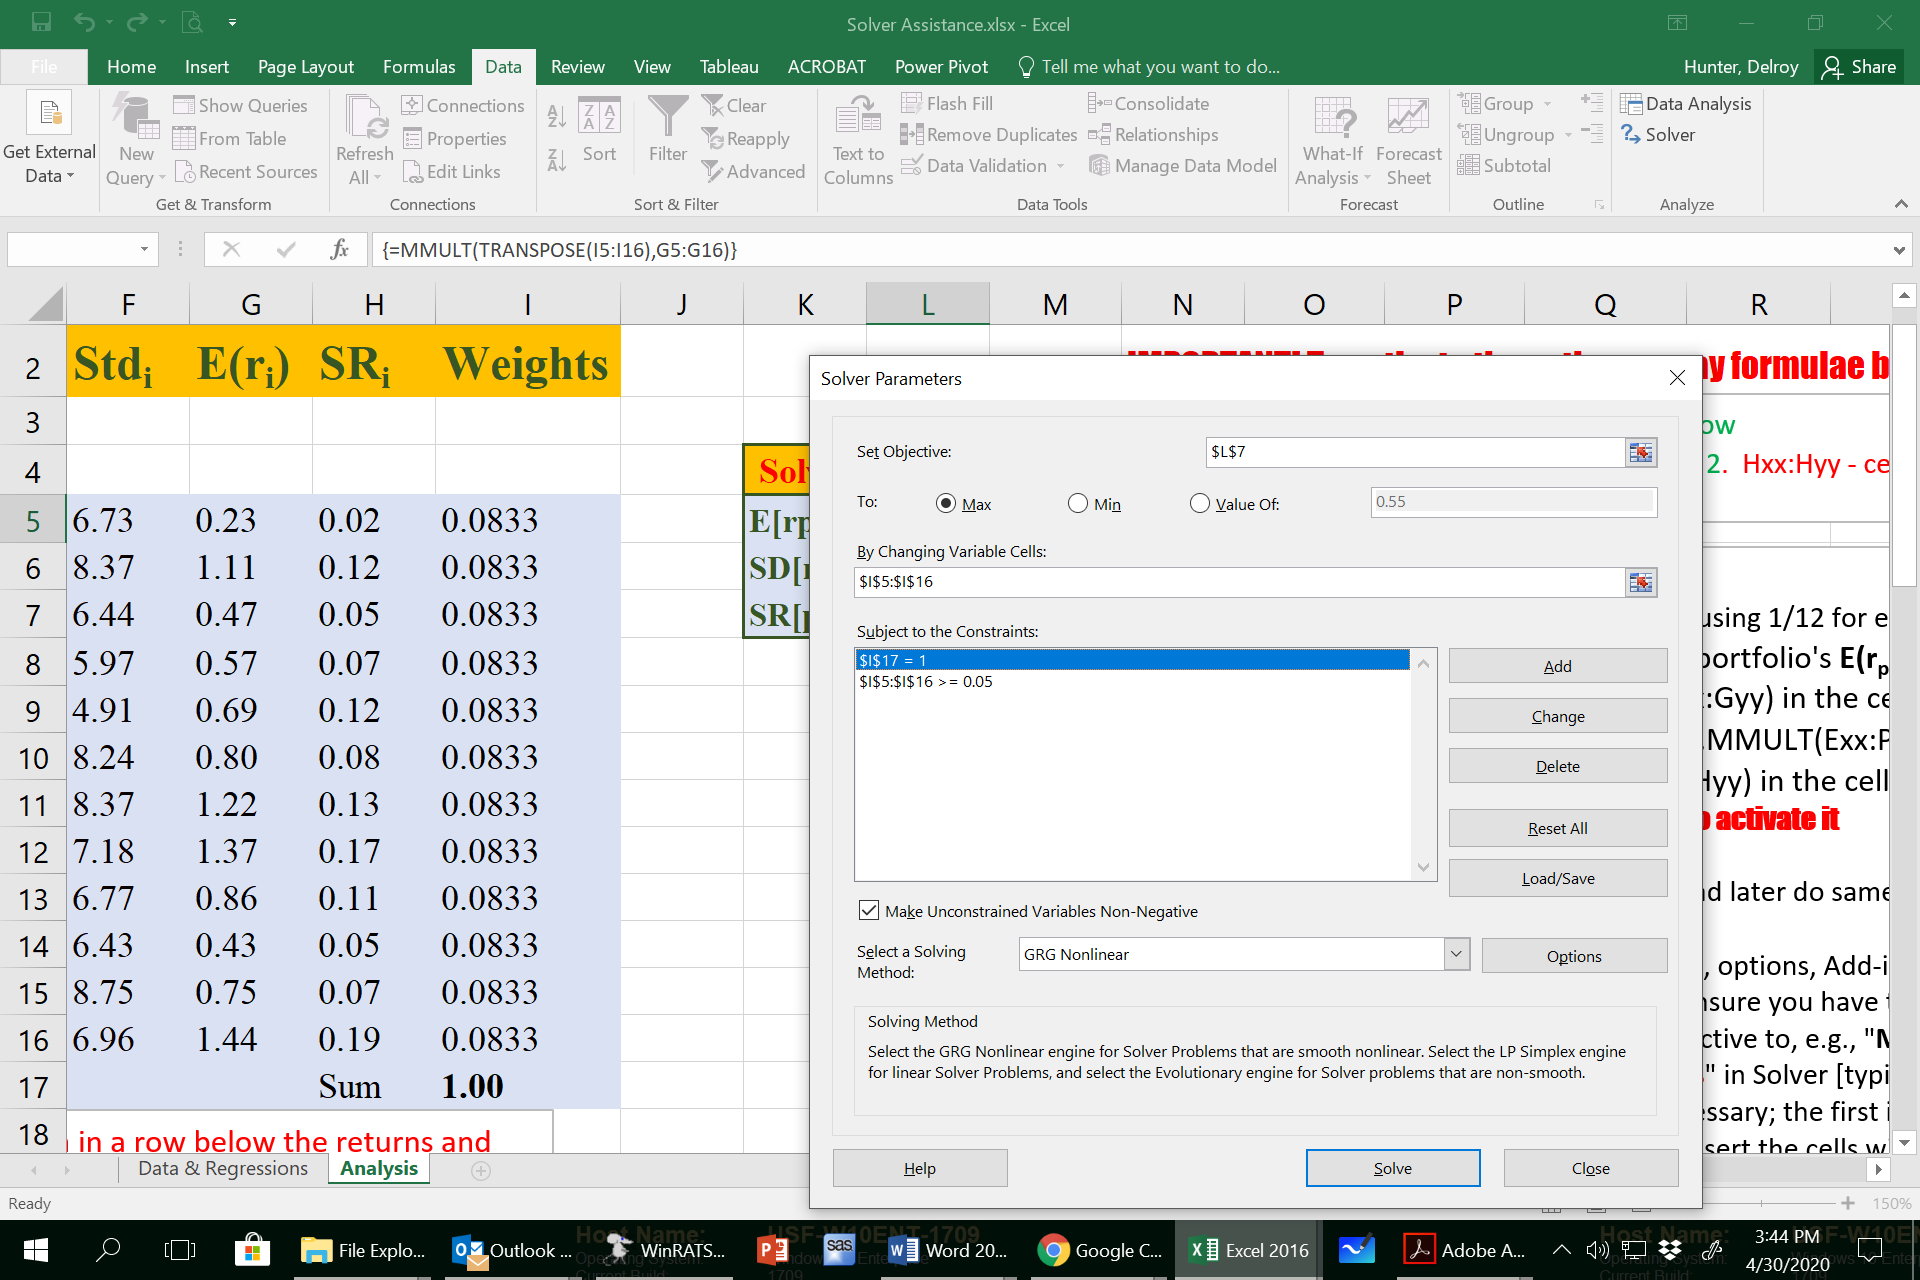 Solver Assistance.xlsx - Excel
File Home Insert Page Layout Formulas Data Review View Tableau ACROBAT Power Pivot Tell me what you want to do... Hunter, Delroy Share
Get External Data
New Query
Show Queries
From Table
Recent Sources
Get & Transform
Refresh All
Connections
Properties
Edit Links
Connections
Sort
Filter
Clear
Reapply
Advanced
Sort & Filter
Text to Columns
Flash Fill
Remove Duplicates
Data Validation
Consolidate
Relationships
Manage Data Model
Data Tools
What-If Analysis
Forecast Sheet
Forecast
Group
Ungroup
Subtotal
Outline
Data Analysis
Solver
Analyze
fx {=MMULT(TRANSPOSE(I5:I16),G5:G16)}
F G H I J K L M N O P Q R
2 Stdi E(ri) SRi Weights
3
4
5 6.73 0.23 0.02 0.0833
6 8.37 1.11 0.12 0.0833
7 6.44 0.47 0.05 0.0833
8 5.97 0.57 0.07 0.0833
9 4.91 0.69 0.12 0.0833
10 8.24 0.80 0.08 0.0833
11 8.37 1.22 0.13 0.0833
12 7.18 1.37 0.17 0.0833
13 6.77 0.86 0.11 0.0833
14 6.43 0.43 0.05 0.0833
15 8.75 0.75 0.07 0.0833
16 6.96 1.44 0.19 0.0833
17 Sum 1.00
18 in a row below the returns and
Sol
E[rp
SD[
SR[
Solver Parameters
Set Objective: $L$7
To: Max Min Value Of: 0.55
By Changing Variable Cells:
$I$5:$I$16
Subject to the Constraints:
$I$17 = 1
$I$5:$I$16 >= 0.05
Add
Change
Delete
Reset All
Load/Save
Make Unconstrained Variables Non-Negative
Select a Solving Method: GRG Nonlinear Options
Solving Method
Select the GRG Nonlinear engine for Solver Problems that are smooth nonlinear. Select the LP Simplex engine
for linear Solver Problems, and select the Evolutionary engine for Solver problems that are non-smooth.
Help Solve Close
y formulae b
ow
2. Hxx:Hyy - ce
using 1/12 for e
portfolio's E(rp
:Gyy) in the ce
MMULT(Exx:F
Hyy) in the cell
activate it
nd later do same
, options, Add-i
nsure you have
ctive to, e.g., "M
" in Solver [typi
essary; the first i
sert the cells w
Data & Regressions Analysis
Ready
150%
File Explo... Outlook ... WinRATS... Word 20... Google C... Excel 2016 Adobe A...
3:44 PM
4/30/2020